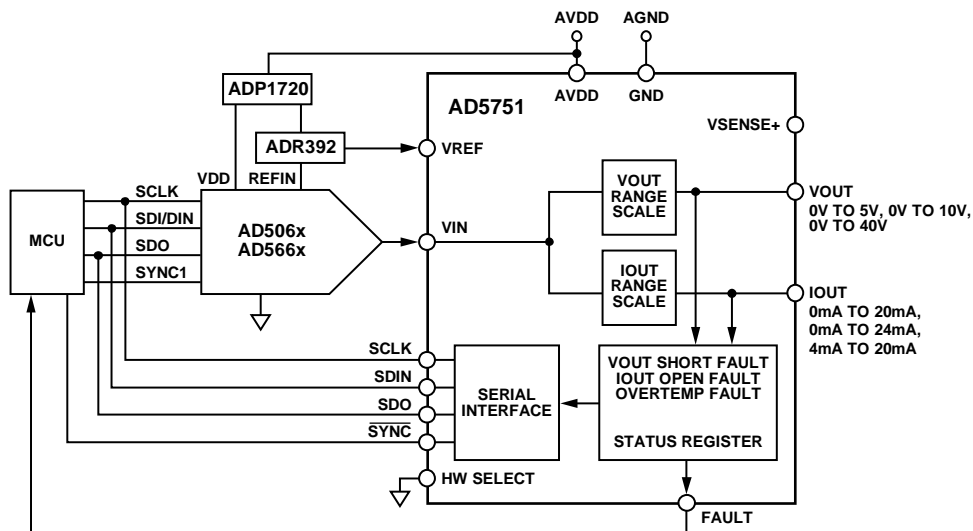 AVDD
AGND
ADP1720
AVDD
GND
AD5751
VSENSE+
ADR392
VREF
VDD
REFIN
SCLK
SDI/DIN
SDO
SYNC1
MCU
AD506x
AD566x
VIN
VOUT
RANGE
SCALE
VOUT
0V TO 5V, 0V TO 10V,
0V TO 40V
IOUT
RANGE
SCALE
IOUT
0mA TO 20mA,
0mA TO 24mA,
4mA TO 20mA
SCLK
SDIN
SDO
SYNC
SERIAL
INTERFACE
VOUT SHORT FAULT
IOUT OPEN FAULT
OVERTEMP FAULT
STATUS REGISTER
HW SELECT
FAULT